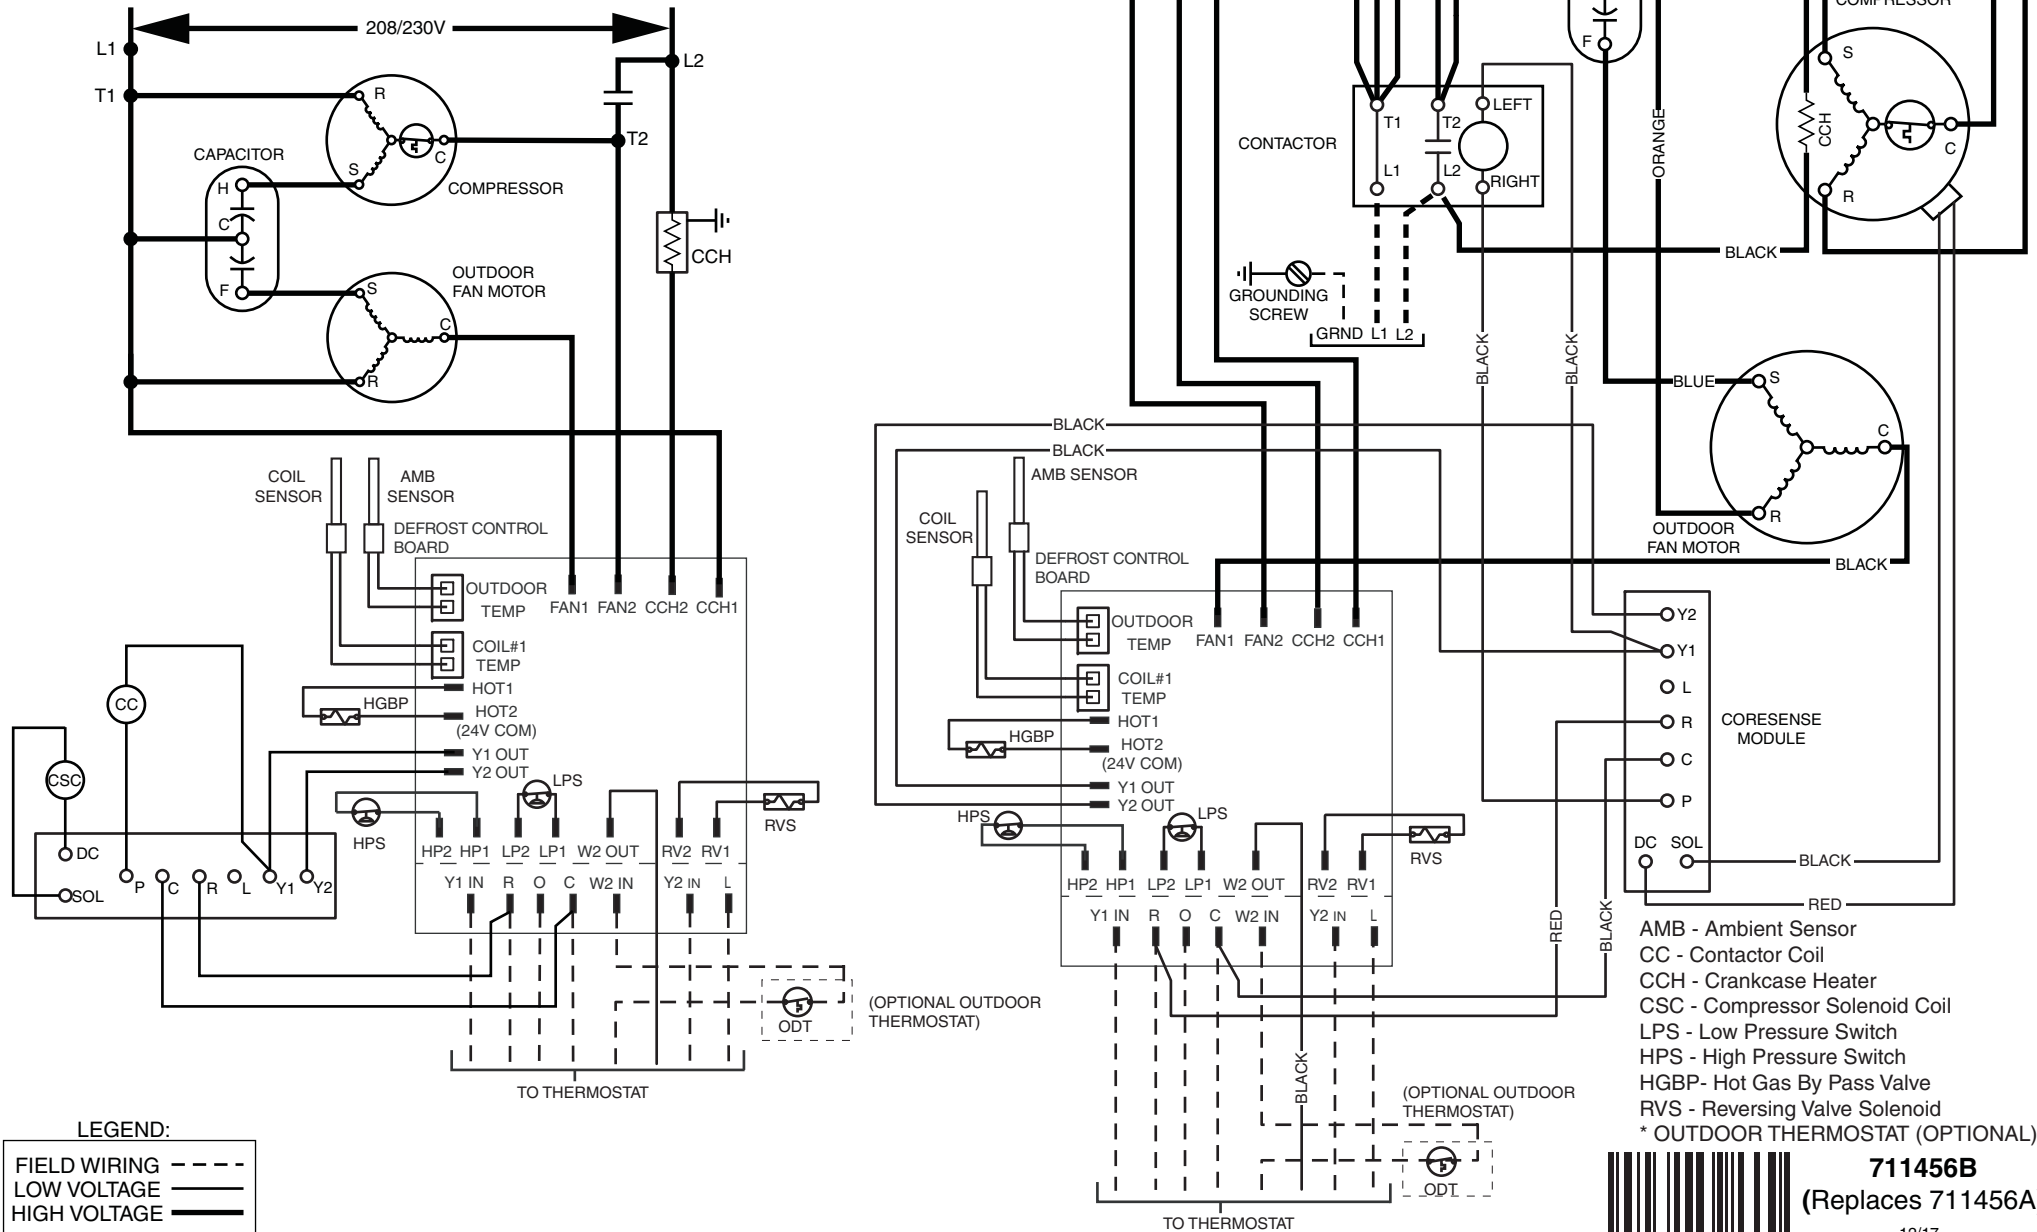 208/230V
L1
L2
T1
R
C
S
T2
COMPRESSOR
CAPACITOR
H
C
F
CCH
OUTDOOR
FAN MOTOR
S
C
R
COIL
SENSOR
AMB
SENSOR
DEFROST CONTROL
BOARD
OUTDOOR
TEMP
FAN1 FAN2 CCH2 CCH1
COIL#1
TEMP
HOT1
HGBP
HOT2
(24V COM)
Y1 OUT
Y2 OUT
LPS
HPS
RVS
CC
CSC
DC
SOL
P
C
R
L
Y1
Y2
HP2 HP1 LP2 LP1 W2 OUT RV2 RV1
Y1 IN R O C W2 IN Y2 IN L
ODT
(OPTIONAL OUTDOOR
THERMOSTAT)
TO THERMOSTAT
LEGEND:
FIELD WIRING
LOW VOLTAGE
HIGH VOLTAGE
CONTACTOR
T1
T2
LEFT
L1
L2
RIGHT
GROUNDING
SCREW
GRND L1 L2
BLACK
BLACK
F
ORANGE
COMPRESSOR
S
CCH
C
R
BLACK
BLUE
S
C
R
OUTDOOR
FAN MOTOR
BLACK
BLACK
BLACK
AMB SENSOR
COIL
SENSOR
DEFROST CONTROL
BOARD
OUTDOOR
TEMP
FAN1 FAN2 CCH2 CCH1
COIL#1
TEMP
HOT1
HGBP
HOT2
(24V COM)
Y1 OUT
Y2 OUT
HPS
LPS
RVS
HP2 HP1 LP2 LP1 W2 OUT RV2 RV1
Y1 IN R O C W2 IN Y2 IN L
BLACK
(OPTIONAL OUTDOOR
THERMOSTAT)
ODT
TO THERMOSTAT
Y2
Y1
L
R
C
P
DC SOL
CORESENSE
MODULE
BLACK
RED
RED
BLACK
AMB - Ambient Sensor
CC - Contactor Coil
CCH - Crankcase Heater
CSC - Compressor Solenoid Coil
LPS - Low Pressure Switch
HPS - High Pressure Switch
HGBP- Hot Gas By Pass Valve
RVS - Reversing Valve Solenoid
* OUTDOOR THERMOSTAT (OPTIONAL)
711456B
(Replaces 711456A
12/17